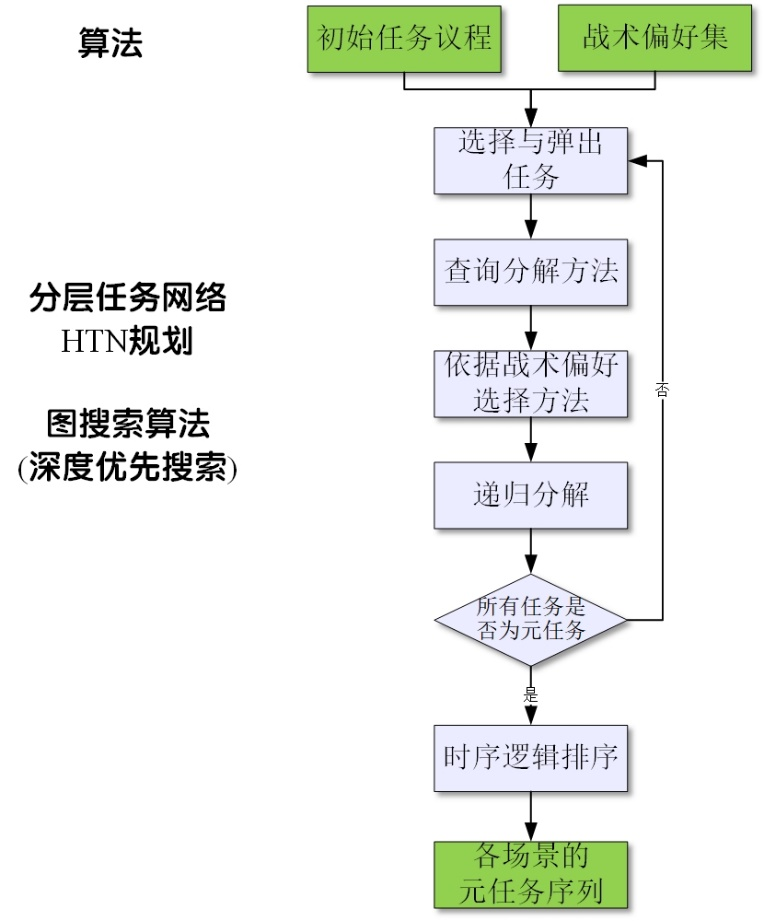 算法
初始任务议程
战术偏好集
选择与弹出
任务
查询分解方法
分层任务网络
HTN规划
依据战术偏好
选择方法
否
图搜索算法
(深度优先搜索)
递归分解
所有任务是
否为元任务
是
时序逻辑排序
各场景的
元任务序列